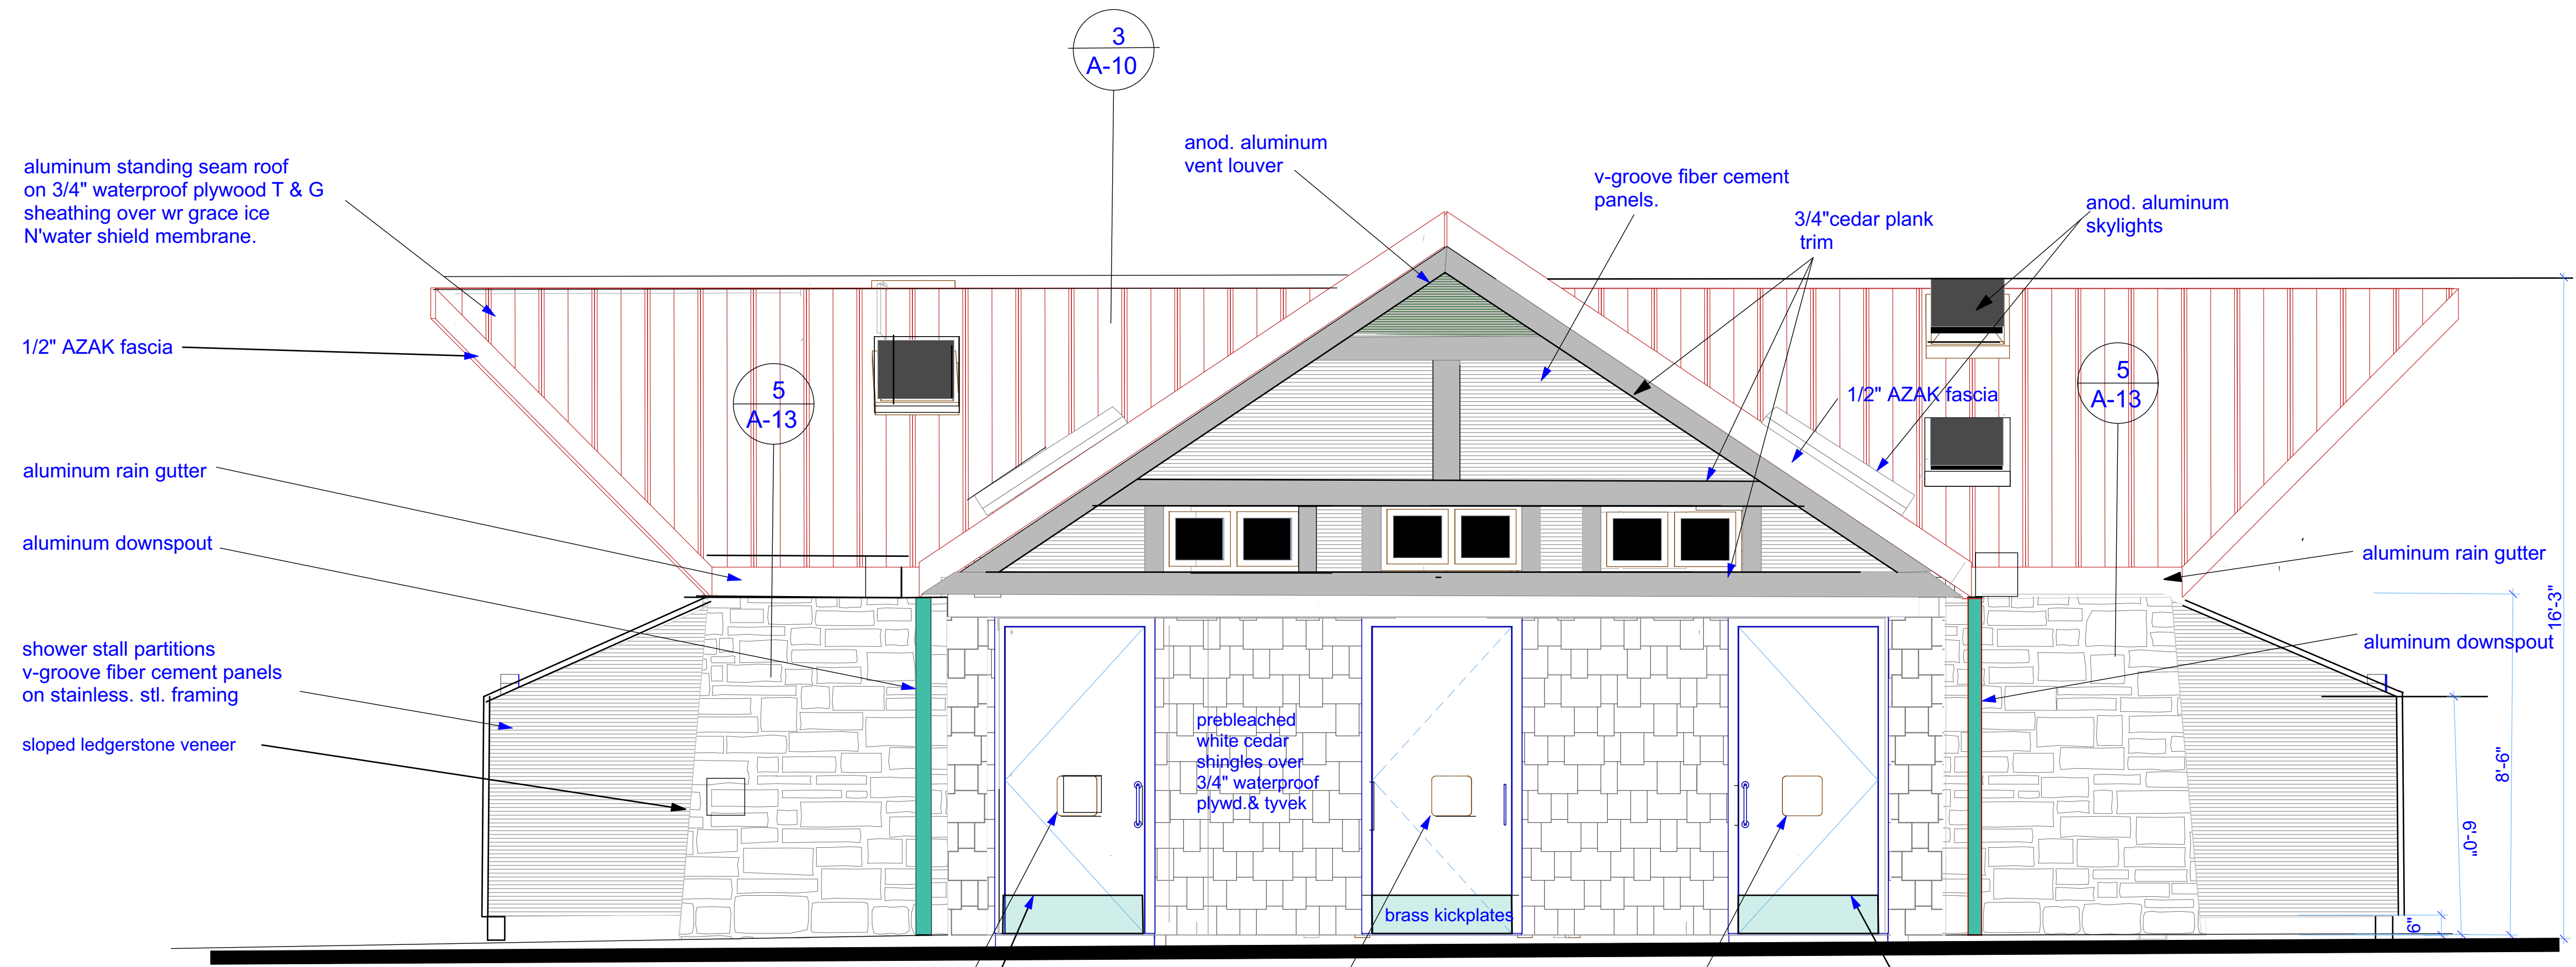 3
A-10
anod. aluminum
vent louver
aluminum standing seam roof
on 3/4" waterproof plywood T & G
sheathing over wr grace ice
N'water shield membrane.
v-groove fiber cement
panels.
3/4"cedar plank
trim
anod. aluminum
skylights
1/2" AZAK fascia
5
A-13
1/2" AZAK fascia
5
A-13
aluminum rain gutter
aluminum downspout
aluminum rain gutter
16'-3"
aluminum downspout
shower stall partitions
v-groove fiber cement panels
on stainless. stl. framing
sloped ledgerstone veneer
prebleached
white cedar
shingles over
3/4" waterproof
plywd.& tyvek
8'-6"
6'-0"
brass kickplates
6"